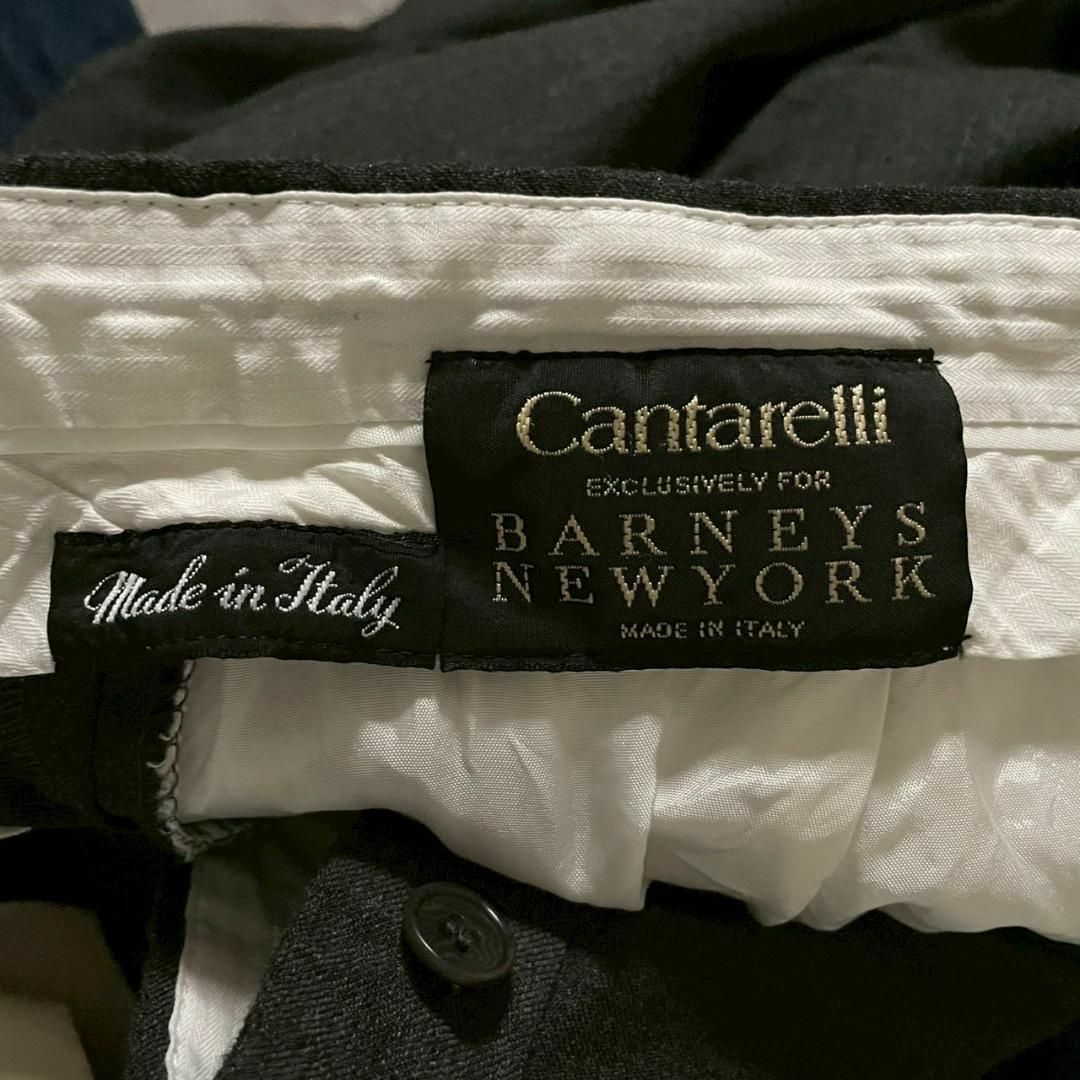 Cantarelli
EXCLUSIVELY FOR
BARNEYS
NEWYORK
MADE IN ITALY
Made in Italy